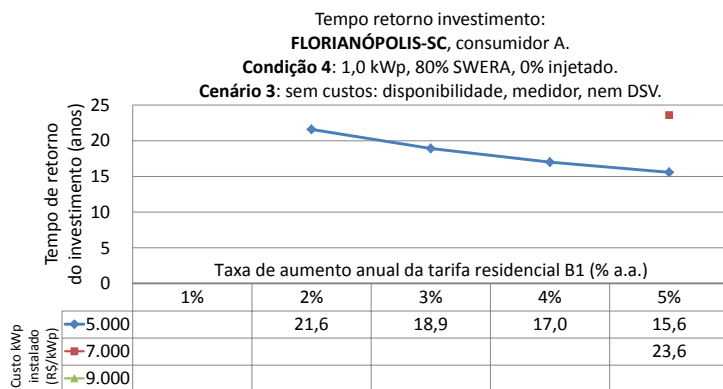 Tempo retorno investimento:
FLORIANÓPOLIS-SC, consumidor A.
Condição 4: 1,0 kWp, 80% SWERA, 0% injetado.
Cenário 3: sem custos: disponibilidade, medidor, nem DSV.
Tempo de retorno
do investimento (anos)
25
20
15
10
5
0
Taxa de aumento anual da tarifa residencial B1 (% a.a.)
1% 2% 3% 4% 5%
Custo kWp
instalado
(R$/kWp)
5.000 21,6 18,9 17,0 15,6
7.000 23,6
9.000